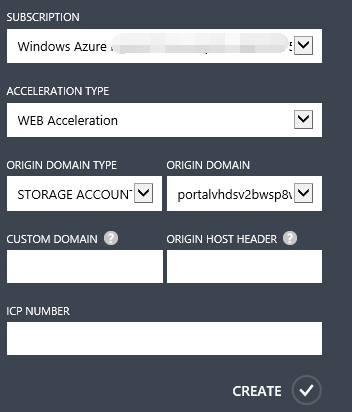 SUBSCRIPTION
Windows Azure
ACCELERATION TYPE
WEB Acceleration
ORIGIN DOMAIN TYPE ORIGIN DOMAIN
STORAGE ACCOUNT portalvhdsv2bwsp8
CUSTOM DOMAIN ? ORIGIN HOST HEADER ?
ICP NUMBER
CREATE